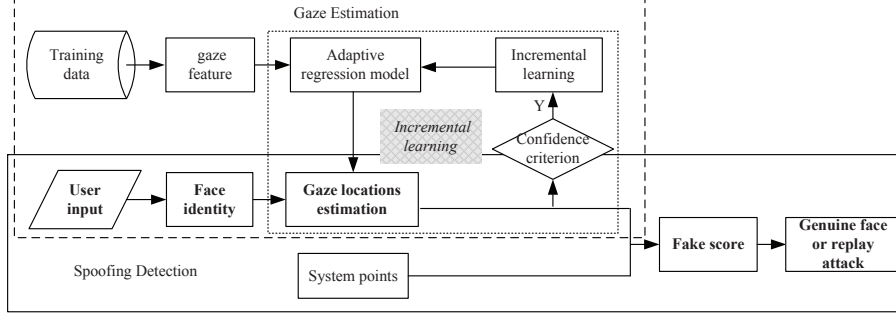 Gaze Estimation
Training
data
gaze
feature
Adaptive
regression model
Incremental
learning
Y
Incremental
learning
Confidence
criterion
User
input
Face
identity
Gaze locations
estimation
Fake score
Genuine face
or replay
attack
Spoofing Detection
System points